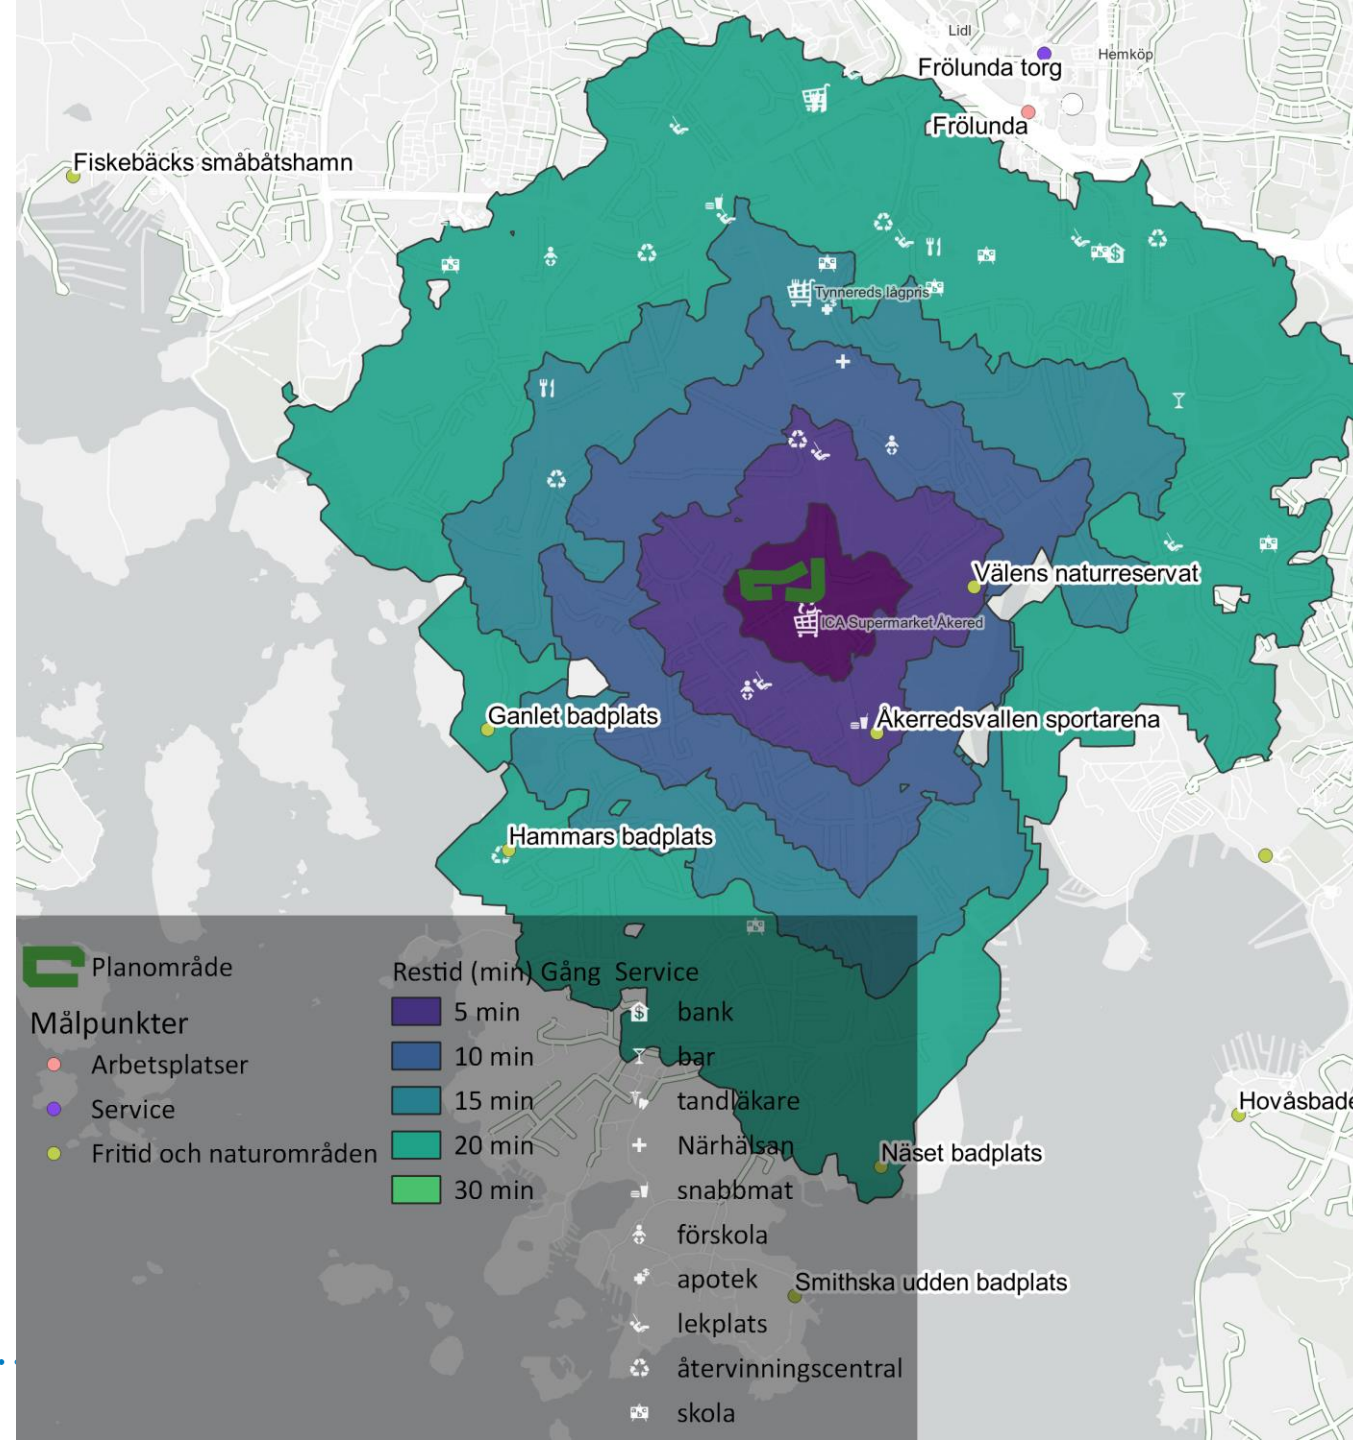 Lidl
Hemköp
Frölunda torg
Frölunda
Fiskebäcks småbåtshamn
Tynnereds lågpris
Välens naturreservat
ICA Supermarket Åkered
Ganlet badplats
Åkerredsvallen sportarena
Hammars badplats
Planområde
Målpunkter
Arbetsplatser
Service
Fritid och naturområden
Restid (min) Gång
5 min
10 min
15 min
20 min
30 min
Service
bank
bar
tandläkare
Närhälsan
snabbmat
förskola
apotek
lekplats
återvinningscentral
skola
Hovåsbade
Näset badplats
Smithska udden badplats